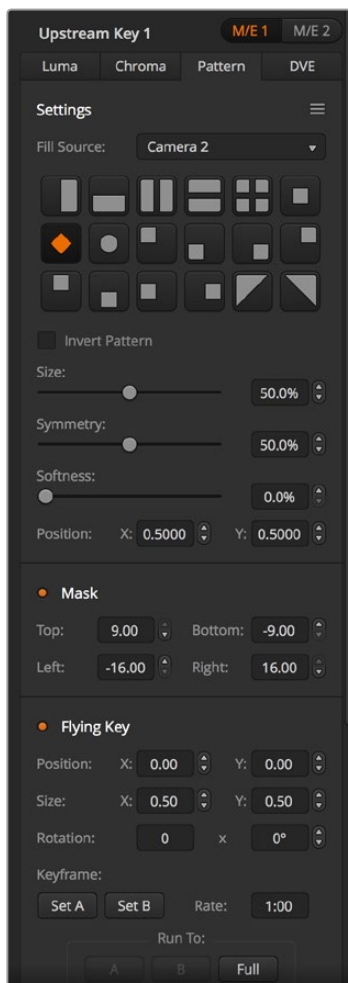 Upstream Key 1 M/E 1 M/E 2
Luma Chroma Pattern DVE
Settings
Fill Source: Camera 2
Invert Pattern
Size:
50.0%
Symmetry:
50.0%
Softness:
0.0%
Position: X: 0.5000 Y: 0.5000
Mask
Top: 9.00 Bottom: -9.00
Left: -16.00 Right: 16.00
Flying Key
Position: X: 0.00 Y: 0.00
Size: X: 0.50 Y: 0.50
Rotation: 0 x 0°
Keyframe:
Set A Set B Rate: 1:00
Run To:
A B Full